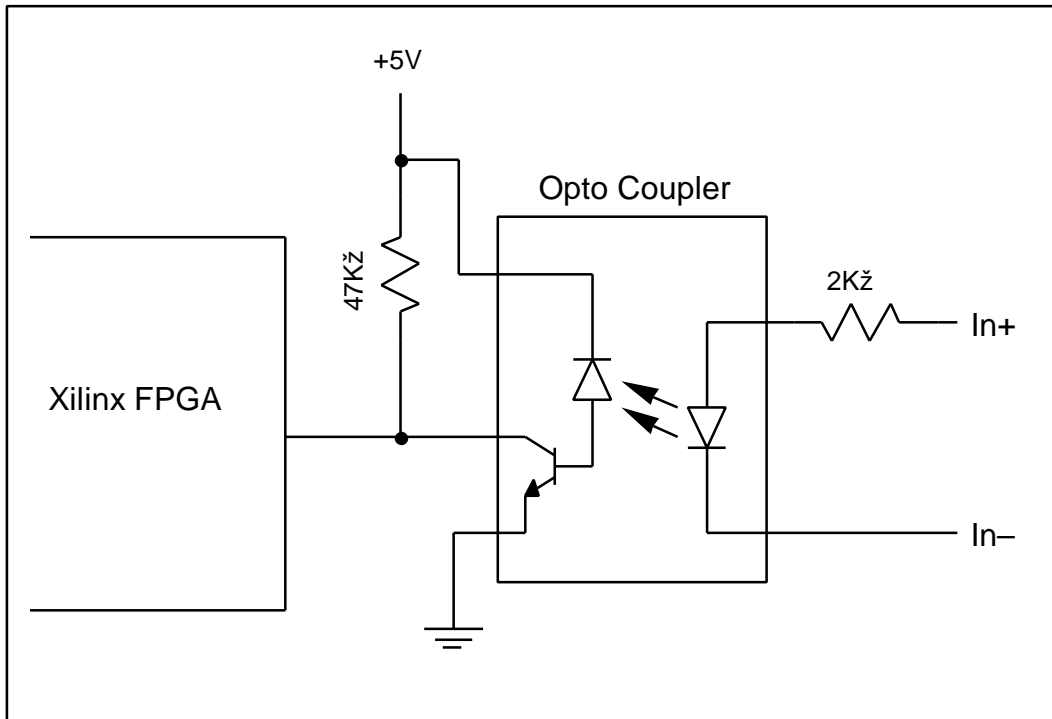 +5V
Opto Coupler
47Kž
2Kž
In+
Xilinx FPGA
In–